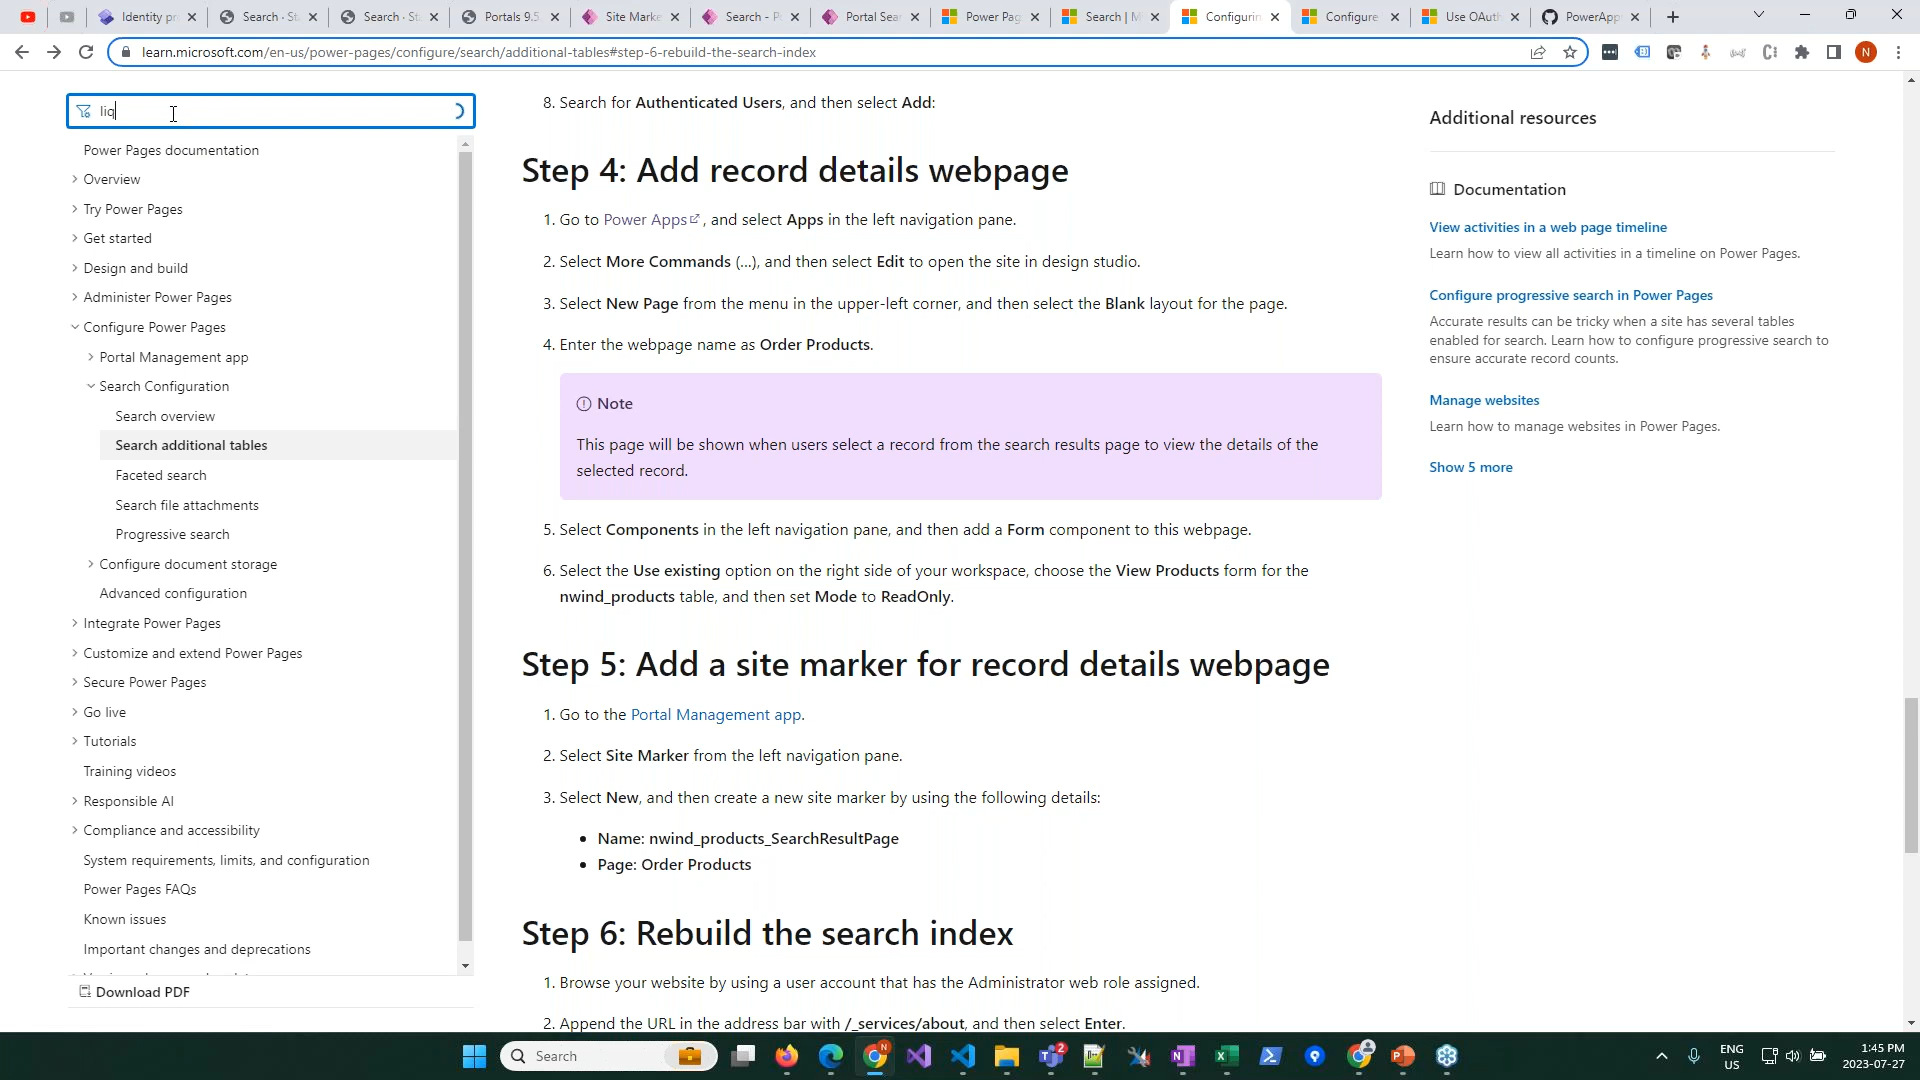 Identity pr
Search · St
Search · St
Portals 9.5
Site Marke
Search - P
Portal Sear
Power Pag
Search | M
Configurin
Configure
Use OAuth
PowerApp
learn.microsoft.com/en-us/power-pages/configure/search/additional-tables#step-6-rebuild-the-search-index
N
liq
Power Pages documentation
Overview
Try Power Pages
Get started
Design and build
Administer Power Pages
Configure Power Pages
Portal Management app
Search Configuration
Search overview
Search additional tables
Faceted search
Search file attachments
Progressive search
Configure document storage
Advanced configuration
Integrate Power Pages
Customize and extend Power Pages
Secure Power Pages
Go live
Tutorials
Training videos
Responsible AI
Compliance and accessibility
System requirements, limits, and configuration
Power Pages FAQs
Known issues
Important changes and deprecations
Download PDF
8. Search for Authenticated Users, and then select Add:
Step 4: Add record details webpage
1. Go to Power Apps, and select Apps in the left navigation pane.
2. Select More Commands (...), and then select Edit to open the site in design studio.
3. Select New Page from the menu in the upper-left corner, and then select the Blank layout for the page.
4. Enter the webpage name as Order Products.
Note
This page will be shown when users select a record from the search results page to view the details of the
selected record.
5. Select Components in the left navigation pane, and then add a Form component to this webpage.
6. Select the Use existing option on the right side of your workspace, choose the View Products form for the
nwind_products table, and then set Mode to ReadOnly.
Step 5: Add a site marker for record details webpage
1. Go to the Portal Management app.
2. Select Site Marker from the left navigation pane.
3. Select New, and then create a new site marker by using the following details:
• Name: nwind_products_SearchResultPage
• Page: Order Products
Step 6: Rebuild the search index
1. Browse your website by using a user account that has the Administrator web role assigned.
2. Append the URL in the address bar with /_services/about, and then select Enter.
Additional resources
Documentation
View activities in a web page timeline
Learn how to view all activities in a timeline on Power Pages.
Configure progressive search in Power Pages
Accurate results can be tricky when a site has several tables
enabled for search. Learn how to configure progressive search to
ensure accurate record counts.
Manage websites
Learn how to manage websites in Power Pages.
Show 5 more
Search
N
2
ENG
US
1:45 PM
2023-07-27